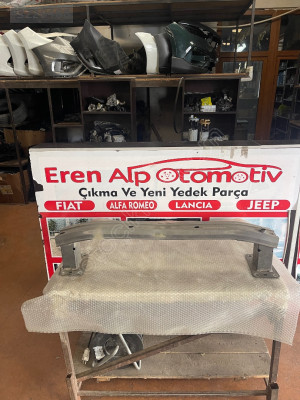 Eren Alp Otomotiv
Çıkma Ve Yeni Yedek Parça
FIAT ALFA ROMEO LANCIA JEEP